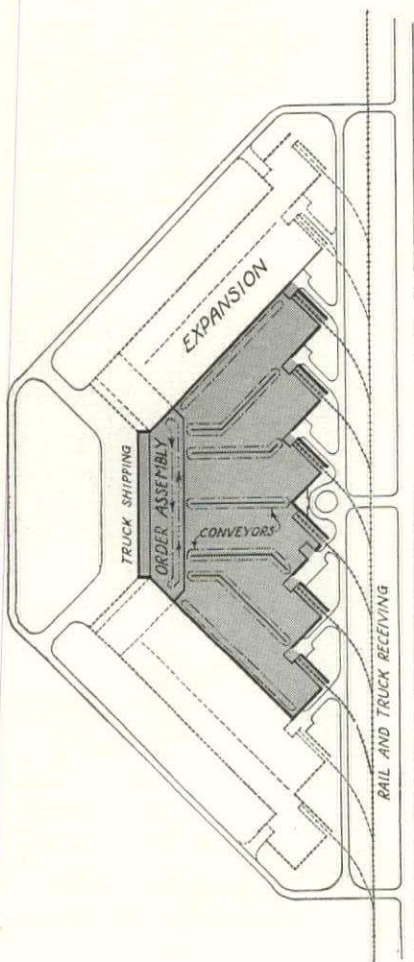 EXPANSION
TRUCK SHIPPING
ORDER ASSEMBLY
CONVEYORS
RAIL AND TRUCK RECEIVING